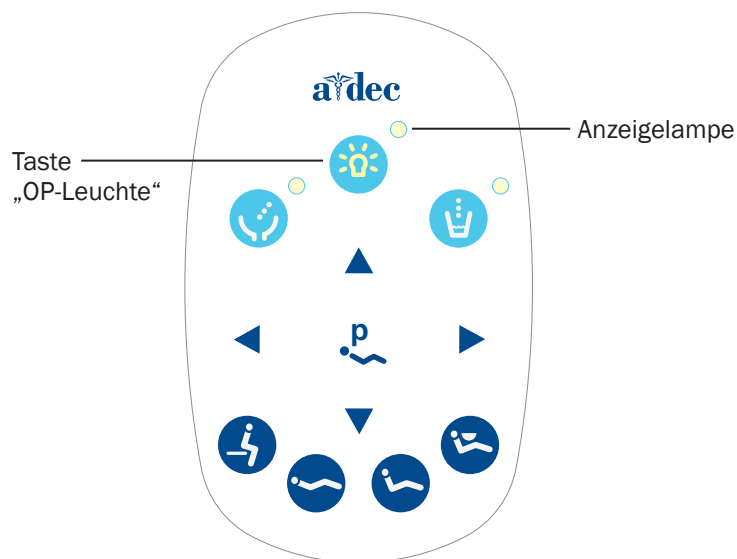 a dec
Anzeigelampe
Taste
„OP-Leuchte“
p